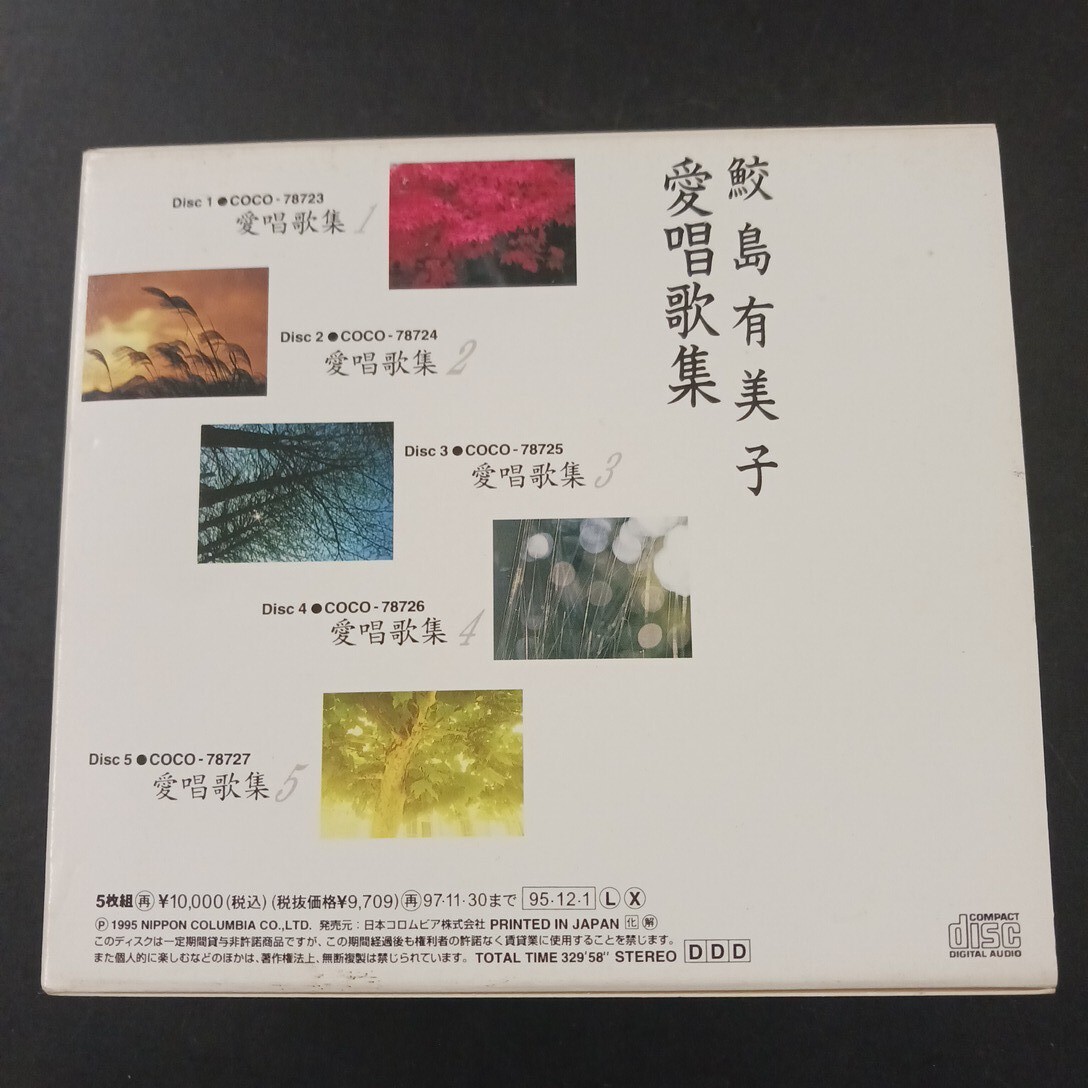 鮫島有美子
愛唱歌集
Disc 1 ●COCO-78723
愛唱歌集 1
Disc 2 ●COCO-78724
愛唱歌集 2
Disc 3 ●COCO-78725
愛唱歌集 3
Disc 4 ●COCO-78726
愛唱歌集 4
Disc 5 ●COCO-78727
愛唱歌集 5
5枚組 � ¥10,000(税込) (税抜価格¥9,709) 再 97·11·30まで 95·12·1 Ⓛ Ⓧ
Ⓟ 1995 NIPPON COLUMBIA CO.,LTD. 発売元:日本コロムビア株式会社 PRINTED IN JAPAN 化 解
このディスクは一定期間貸与非許諾商品ですが、この期間経過後も権利者の許諾なく賃貸業に使用することを禁じます。
また個人的に楽しむなどのほかは、著作権法上、無断複製は禁じられています。 TOTAL TIME 329'58" STEREO DDD
COMPACT
disc
DIGITAL AUDIO